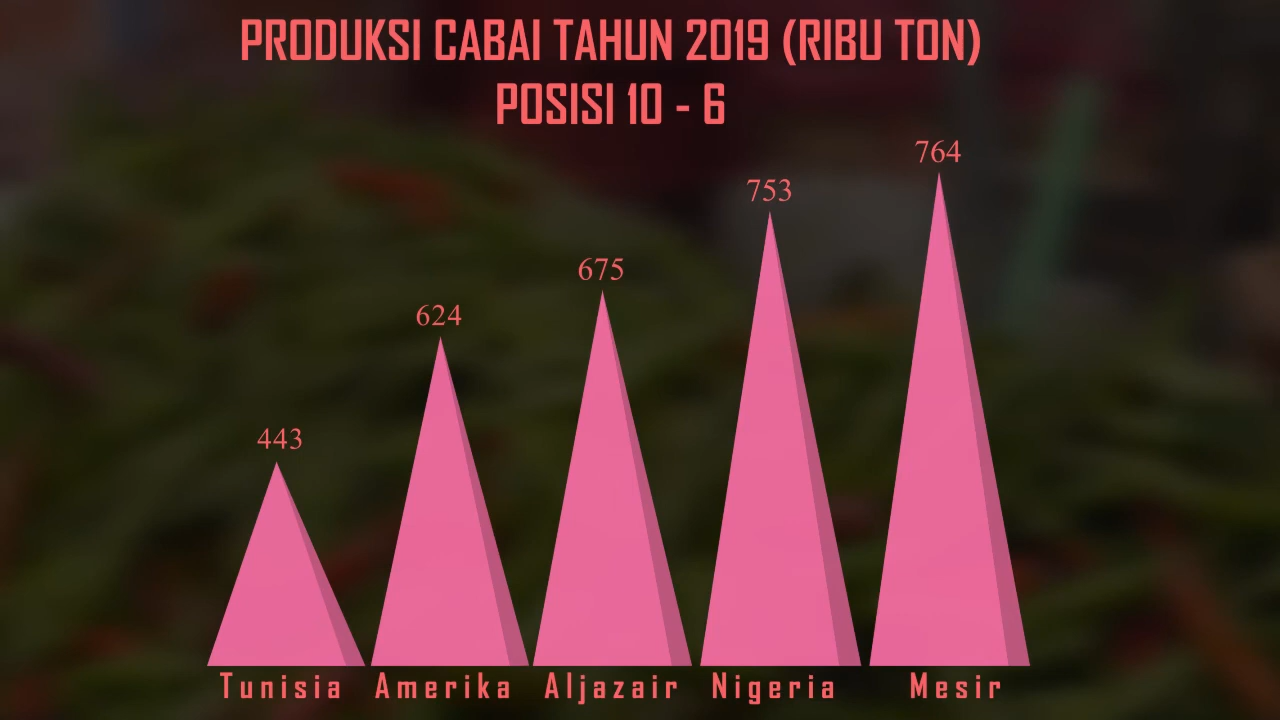 PRODUKSI CABAI TAHUN 2019 (RIBU TON)
POSISI 10 - 6
443 624 675 753 764
Tunisia Amerika Aljazair Nigeria Mesir